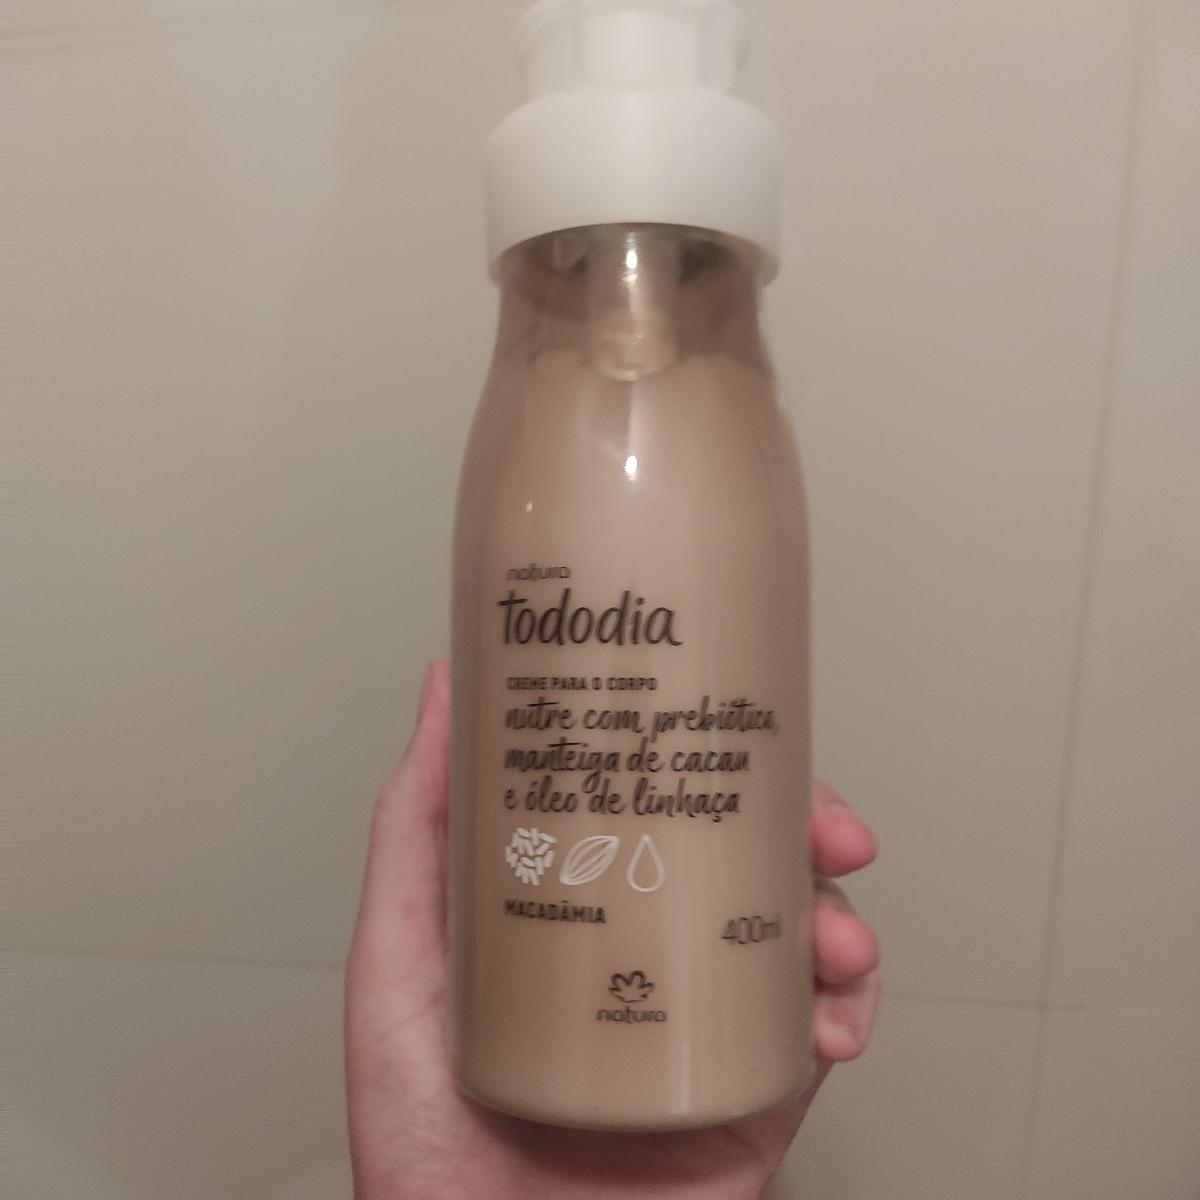 natura
tododia
CREME PARA O CORPO
nutre com prebiótico,
manteiga de cacau
e óleo de linhaça
MACADÂMIA
400ml
natura